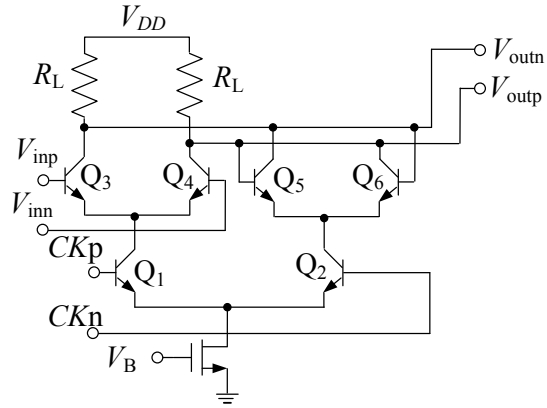 V_DD
R_L
R_L
V_outn
V_outp
V_inp
Q_3
Q_4
Q_5
Q_6
V_inn
CKp
Q_1
Q_2
CKn
V_B